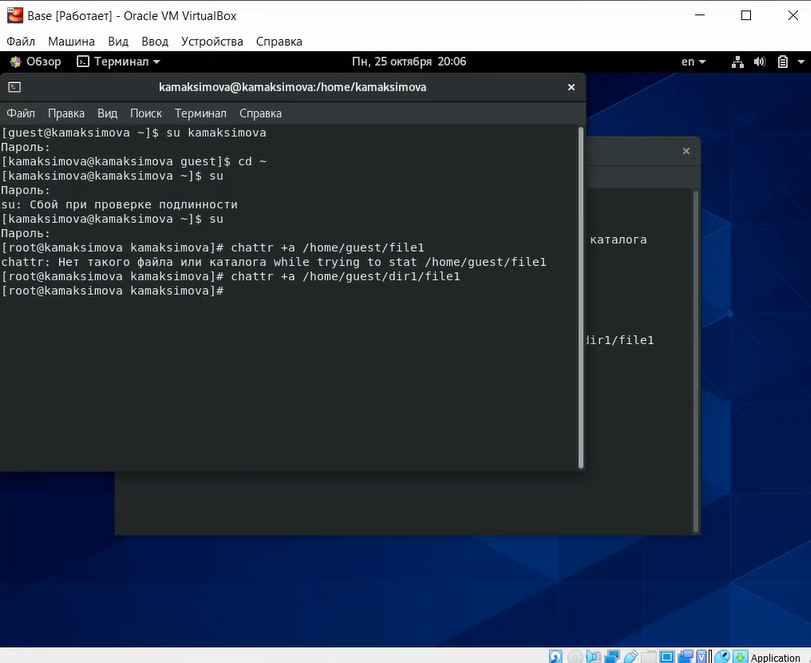 Base [Работает] - Oracle VM VirtualBox
Файл Машина Вид Ввод Устройства Справка
Обзор Терминал Пн, 25 октября 20:06 en
kamaksimova@kamaksimova:/home/kamaksimova
Файл Правка Вид Поиск Терминал Справка
[guest@kamaksimova ~]$ su kamaksimova
Пароль:
[kamaksimova@kamaksimova guest]$ cd ~
[kamaksimova@kamaksimova ~]$ su
Пароль:
su: Сбой при проверке подлинности
[kamaksimova@kamaksimova ~]$ su
Пароль:
[root@kamaksimova kamaksimova]# chattr +a /home/guest/file1
chattr: Нет такого файла или каталога while trying to stat /home/guest/file1
[root@kamaksimova kamaksimova]# chattr +a /home/guest/dir1/file1
[root@kamaksimova kamaksimova]#
каталога
dir1/file1
Application